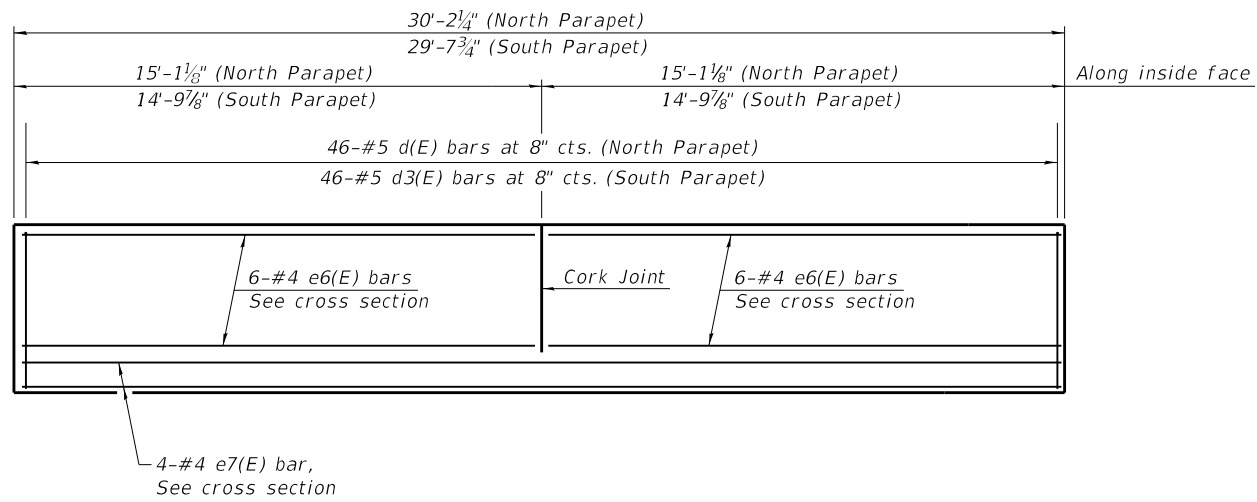 30'-2¼" (North Parapet)
29'-7¾" (South Parapet)
15'-1⅛" (North Parapet)
14'-9⅞" (South Parapet)
15'-1⅛" (North Parapet)
14'-9⅞" (South Parapet)
Along inside face
46-#5 d(E) bars at 8" cts. (North Parapet)
46-#5 d3(E) bars at 8" cts. (South Parapet)
6-#4 e6(E) bars
See cross section
Cork Joint
6-#4 e6(E) bars
See cross section
4-#4 e7(E) bar,
See cross section